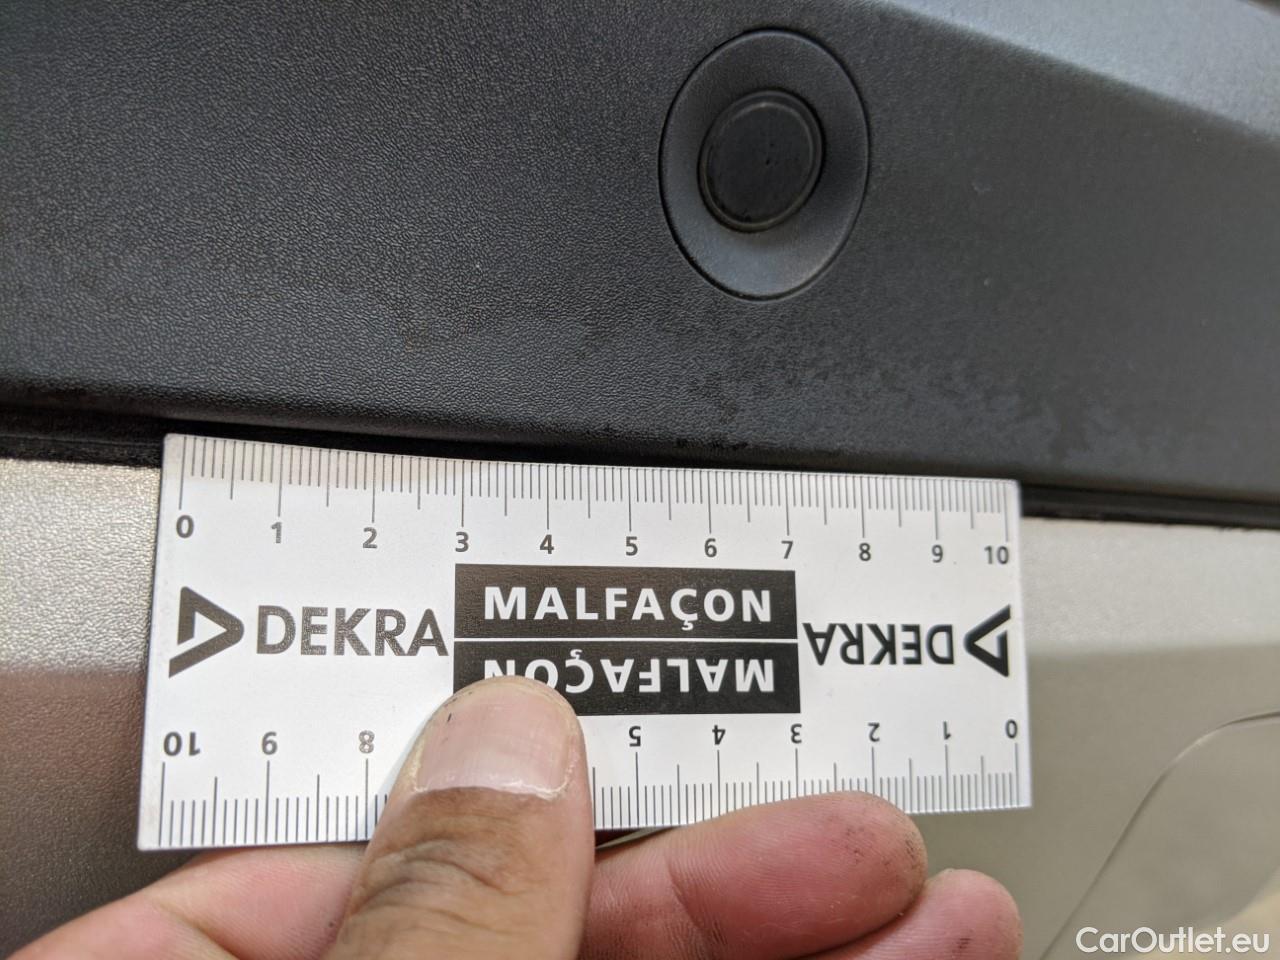 0 1 2 3 4 5 6 7 8 9 10
DEKRA MALFAÇON DEKRA
MALFAÇON
10 9 8 5 4 3 2 1 0
CarOutlet.eu